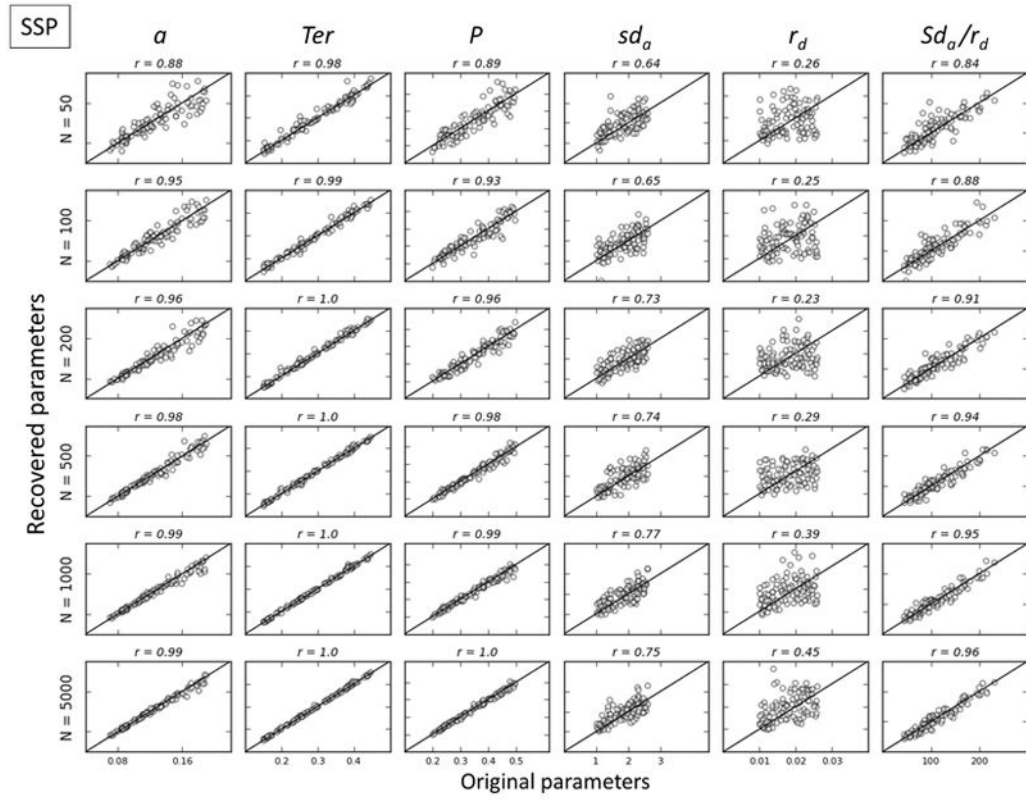 SSP
a Ter P sd_a r_d Sd_a/r_d
r = 0.88 r = 0.98 r = 0.89 r = 0.64 r = 0.26 r = 0.84
N = 50
r = 0.95 r = 0.99 r = 0.93 r = 0.65 r = 0.25 r = 0.88
N = 100
r = 0.96 r = 1.0 r = 0.96 r = 0.73 r = 0.23 r = 0.91
N = 200
r = 0.98 r = 1.0 r = 0.98 r = 0.74 r = 0.29 r = 0.94
N = 500
r = 0.99 r = 1.0 r = 0.99 r = 0.77 r = 0.39 r = 0.95
N = 1000
r = 0.99 r = 1.0 r = 1.0 r = 0.75 r = 0.45 r = 0.96
N = 5000
Recovered parameters
0.08 0.16 0.2 0.3 0.4 0.2 0.3 0.4 0.5 1 2 3 0.01 0.02 0.03 100 200
Original parameters